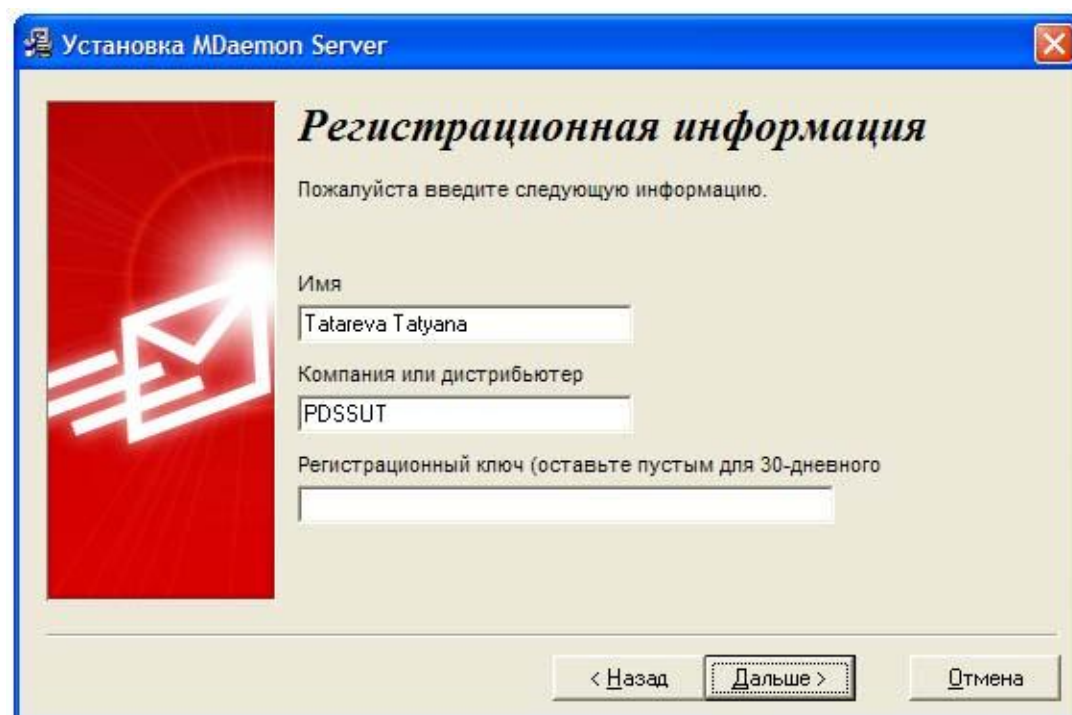 Установка MDaemon Server
Регистрационная информация
Пожалуйста введите следующую информацию.
Имя
Tatareva Tatyana
Компания или дистрибьютер
PDSSUT
Регистрационный ключ (оставьте пустым для 30-дневного
< Назад Дальше > Отмена